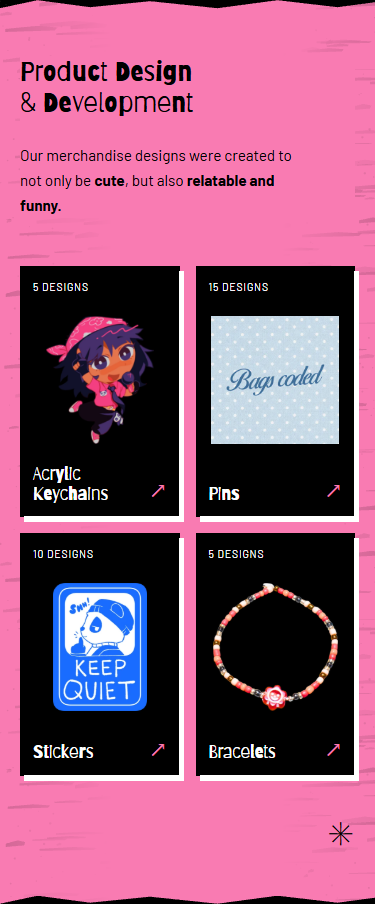 Product Design
& Development
Our merchandise designs were created to
not only be cute, but also relatable and
funny.
5 DESIGNS
Acrylic
Keychains
15 DESIGNS
Bags coded
Pins
10 DESIGNS
Shh!
KEEP
QUIET
Stickers
5 DESIGNS
Bracelets